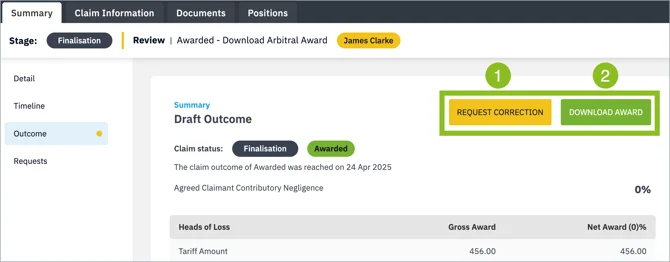 Summary Claim Information Documents Positions
Stage: Finalisation Review | Awarded - Download Arbitral Award James Clarke
1 2
Detail
Timeline
Outcome
Requests
Summary
Draft Outcome
REQUEST CORRECTION DOWNLOAD AWARD
Claim status: Finalisation Awarded
The claim outcome of Awarded was reached on 24 Apr 2025
Agreed Claimant Contributory Negligence 0%
Heads of Loss Gross Award Net Award (0)%
Tariff Amount 456.00 456.00